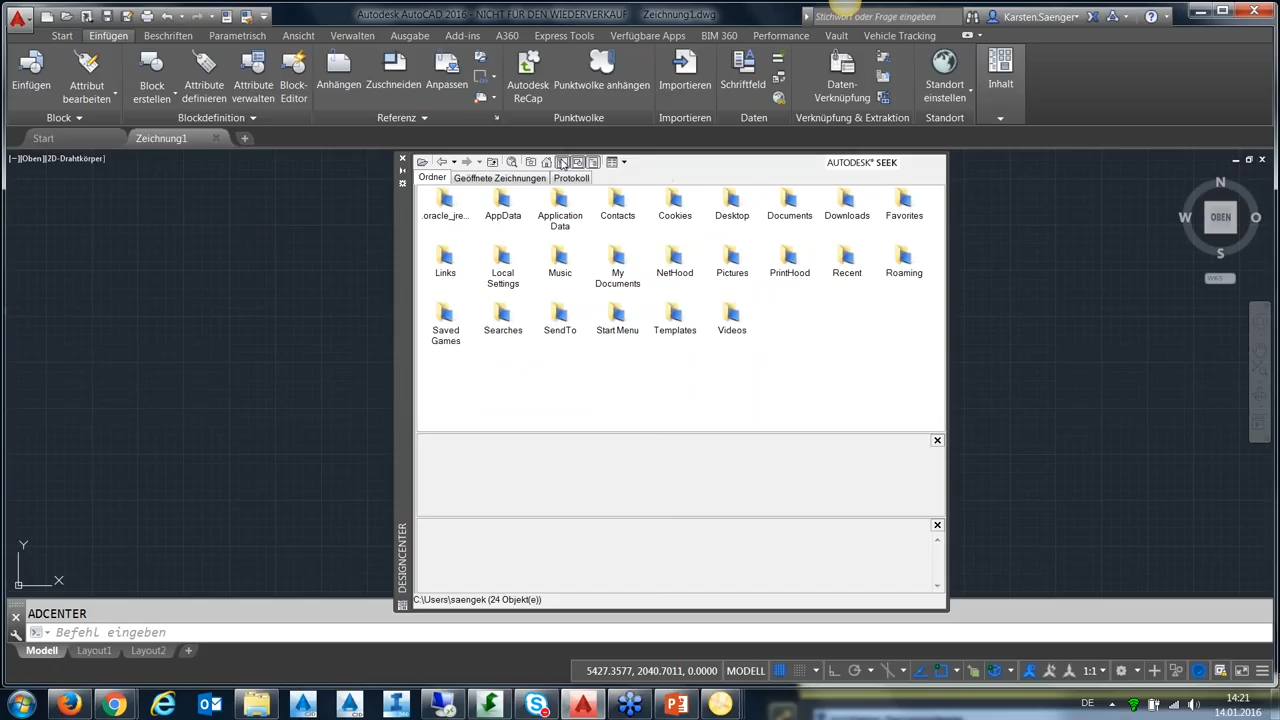 Autodesk AutoCAD 2016 - NICHT FÜR DEN WIEDERVERKAUF Zeichnung1.dwg
Stichwort oder Frage eingeben
Karsten.Saenger
Start Einfügen Beschriften Parametrisch Ansicht Verwalten Ausgabe Add-ins A360 Express Tools Verfügbare Apps BIM 360 Performance Vault Vehicle Tracking
Einfügen
Attribut bearbeiten
Block erstellen
Attribute definieren
Attribute verwalten
Block-Editor
Anhängen
Zuschneiden
Anpassen
Autodesk ReCap
Punktwolke anhängen
Importieren
Schriftfeld
Daten-Verknüpfung
Standort einstellen
Inhalt
Block Blockdefinition Referenz Punktwolke Importieren Daten Verknüpfung & Extraktion Standort
Start Zeichnung1
[−][Oben][2D-Drahtkörper]
AUTODESK® SEEK
Ordner Geöffnete Zeichnungen Protokoll
.oracle_jre... AppData Application Data Contacts Cookies Desktop Documents Downloads Favorites
Links Local Settings Music My Documents NetHood Pictures PrintHood Recent Roaming
Saved Games Searches SendTo Start Menu Templates Videos
DESIGNCENTER
C:\Users\saengek (24 Objekt(e))
N
W OBEN O
S
WKS
Y
X
ADCENTER
Befehl eingeben
Modell Layout1 Layout2
5427.3577, 2040.7011, 0.0000 MODELL
1:1
DE
14:21
14.01.2016